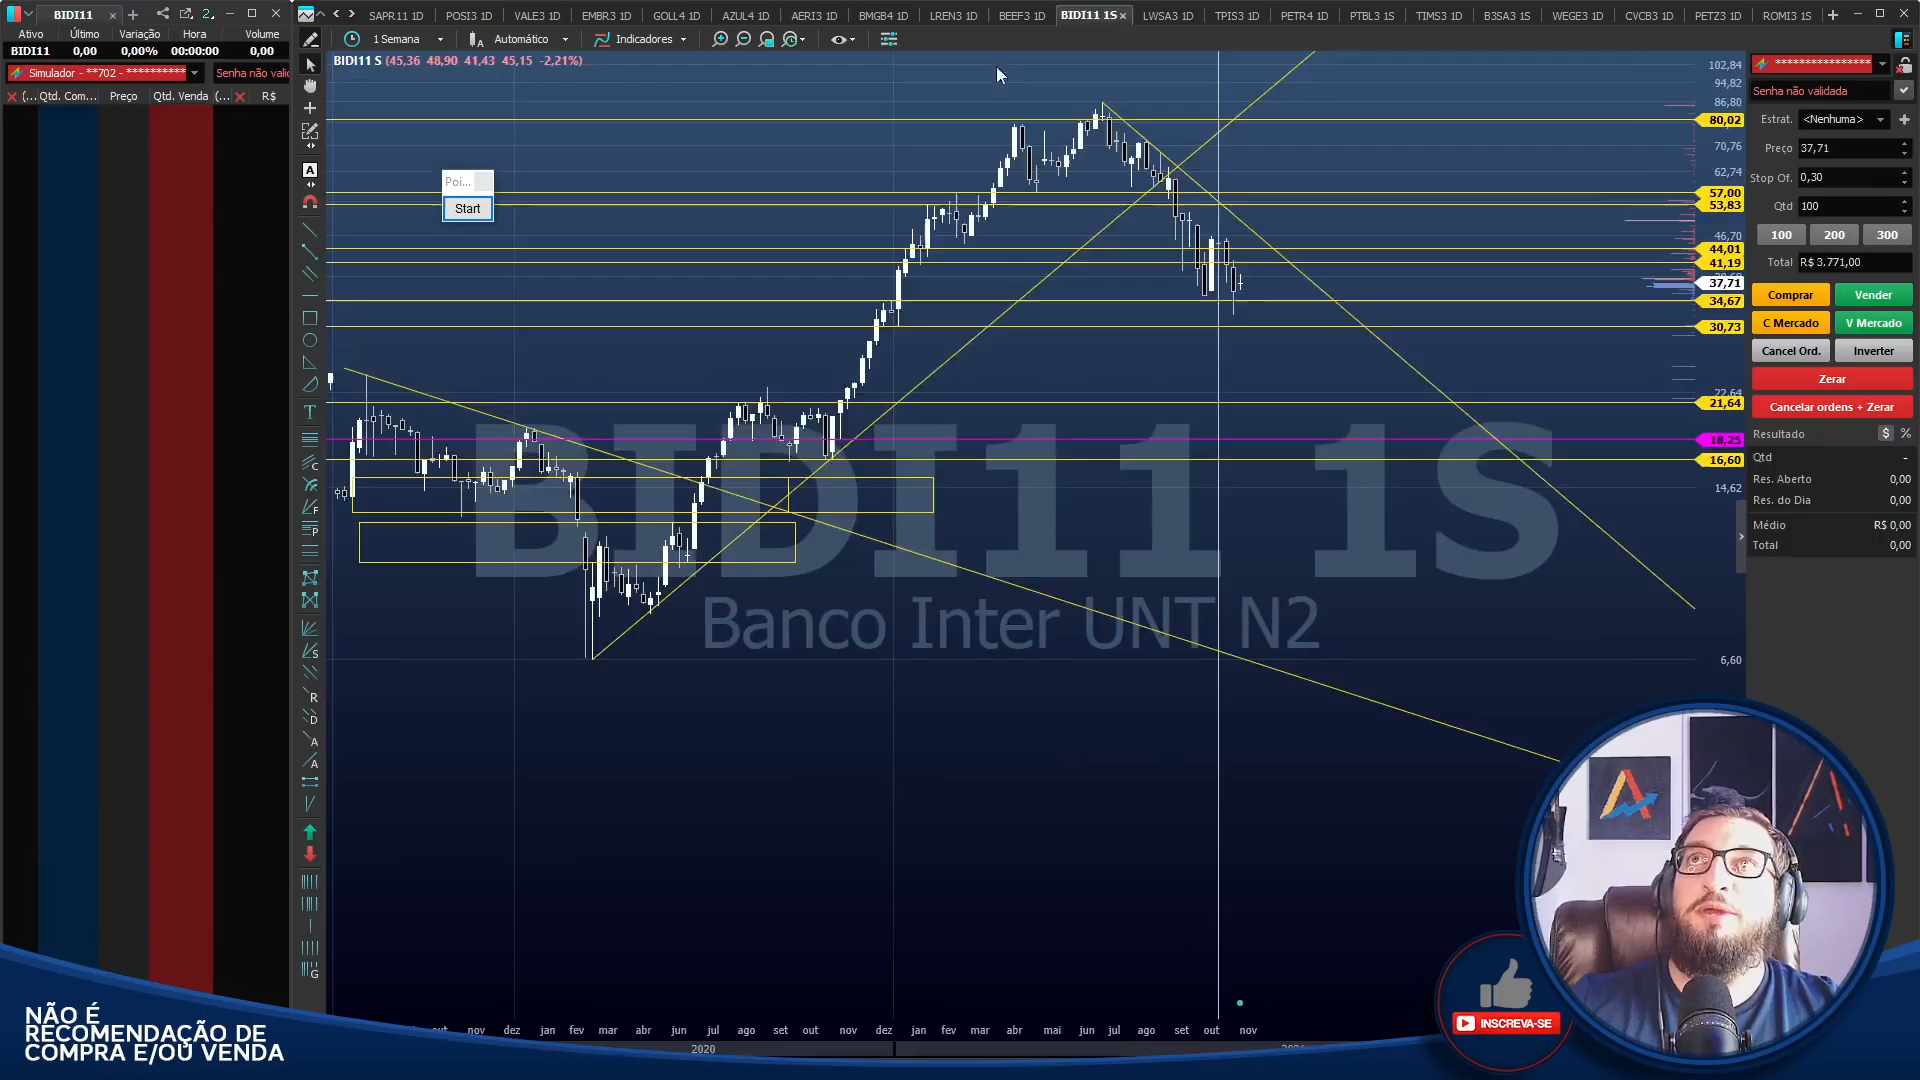 BIDI11
SAPR11 1D POSI3 1D VALE3 1D EMBR3 1D GOLL4 1D AZUL4 1D AERI3 1D BMGB4 1D LREN3 1D BEEF3 1D BIDI11 1S LWSA3 1D TPIS3 1D PETR4 1D PTBL3 1S TIMS3 1D B3SA3 1S WEGE3 1D CVCB3 1D PETZ3 1D ROMI3 1S
Ativo Último Variação Hora Volume
BIDI11 0,00 0,00% 00:00:00 0,00
1 Semana Automático Indicadores
Simulador - **702 - **********
(... Qtd. Com... Preço Qtd. Venda (... R$
BIDI11 S (45,36 48,90 41,43 45,15 -2,21%)
Poi...
Start
102,84
94,82
86,80
80,02
70,76
62,74
57,00
53,83
46,70
44,01
41,19
37,71
34,67
30,73
22,64
21,64
18,25
16,60
14,62
6,60
BIDI11 1S
Banco Inter UNT N2
****************
Senha não validada
Estrat. <Nenhuma>
Preço 37,71
Stop Of. 0,30
Qtd 100
100 200 300
Total R$ 3.771,00
Comprar Vender
C Mercado V Mercado
Cancel Ord. Inverter
Zerar
Cancelar ordens + Zerar
Resultado $ %
Qtd -
Res. Aberto 0,00
Res. do Dia 0,00
Médio R$ 0,00
Total 0,00
nov dez jan fev mar abr jun jul ago set out nov dez jan fev mar abr mai jun jul ago set out nov
2020
NÃO É
RECOMENDAÇÃO DE
COMPRA E/OU VENDA
INSCREVA-SE